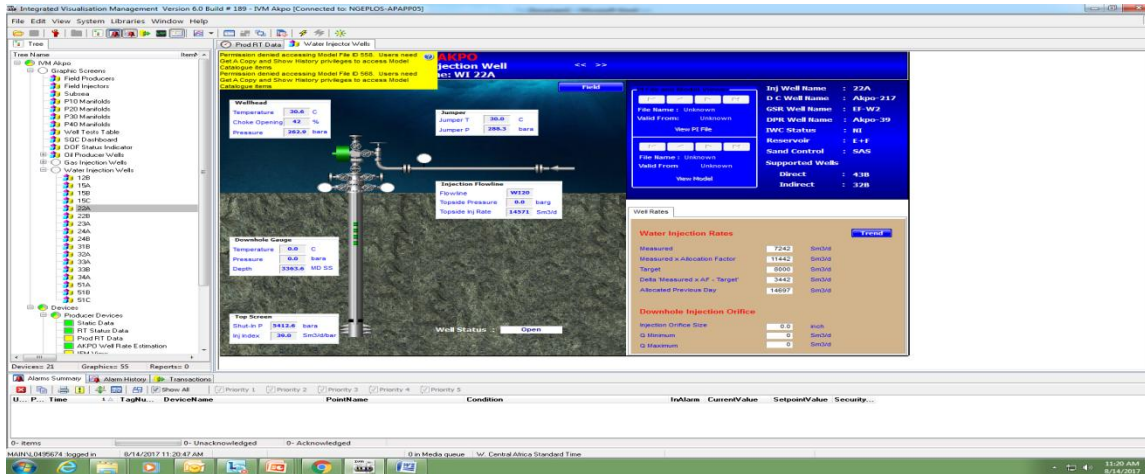 Integrated Visualisation Management Version 6.0 Build # 189 - IVM Akpo [Connected to: NGEPLOS-APAPP05]
File Edit View System Libraries Window Help
Tree
Prod RT Data
Water Injector Wells
Tree Name
IVM Akpo
Graphic Screens
Field Producers
Field Injectors
Subsea
P10 Manifolds
P20 Manifolds
P30 Manifolds
P40 Manifolds
Well Tests Table
SQC Dashboard
DOF Status Indicator
Oil Producer Wells
Gas Injection Wells
Water Injection Wells
12B
15A
15B
15C
22A
22B
23A
24A
24B
31B
32A
33A
33B
34A
51A
51B
51C
Devices
Producer Devices
Static Data
RT Status Data
Prod RT Data
AKPO Well Rate Estimation
Devices= 21 Graphics= 55 Reports= 0
Permission denied accessing Model File ID 558. Users need
Get A Copy and Show History privileges to access Model
Catalogue items
Permission denied accessing Model File ID 568. Users need
Get A Copy and Show History privileges to access Model
Catalogue items
AKPO
jection Well << >>
e: WI 22A
Field
Wellhead
Temperature 30.6 C
Choke Opening 42 %
Pressure 262.9 bara
Jumper
Jumper T 30.0 C
Jumper P 288.3 bara
Injection Flowline
Flowline WI20
Topside Pressure 0.0 barg
Topside Inj Rate 14571 Sm3/d
Downhole Gauge
Temperature 0.0 C
Pressure 0.0 bara
Depth 3363.6 MD SS
Top Screen
Shut-in P 5412.6 bara
Inj Index 26.0 Sm3/d/bar
Well Status : Open
File Name : Unknown
Valid From: Unknown
View PI File
File Name : Unknown
Valid From: Unknown
View Model
Inj Well Name : 22A
D C Well Name : Akpo-217
GSR Well Name : EF-W2
DPR Well Name : Akpo-39
IWC Status : NI
Reservoir : E+F
Sand Control : SAS
Supported Wells
Direct : 43B
Indirect : 32B
Well Rates
Water Injection Rates Trend
Measured 7242 Sm3/d
Measured x Allocation Factor 11442 Sm3/d
Target 8000 Sm3/d
Delta 'Measured x AF - Target' 3442 Sm3/d
Allocated Previous Day 14697 Sm3/d
Downhole Injection Orifice
Injection Orifice Size 0.0 inch
Q Minimum 0 Sm3/d
Q Maximum 0 Sm3/d
Alarms Summary Alarm History Transactions
Show All Priority 1 Priority 2 Priority 3 Priority 4 Priority 5
U... P... Time TagNu... DeviceName PointName Condition InAlarm CurrentValue SetpointValue Security...
0- items 0- Unacknowledged 0- Acknowledged
MAIN\L0495674 logged in 8/14/2017 11:20:47 AM 0 in Media queue W. Central Africa Standard Time
11:20 AM
8/14/2017